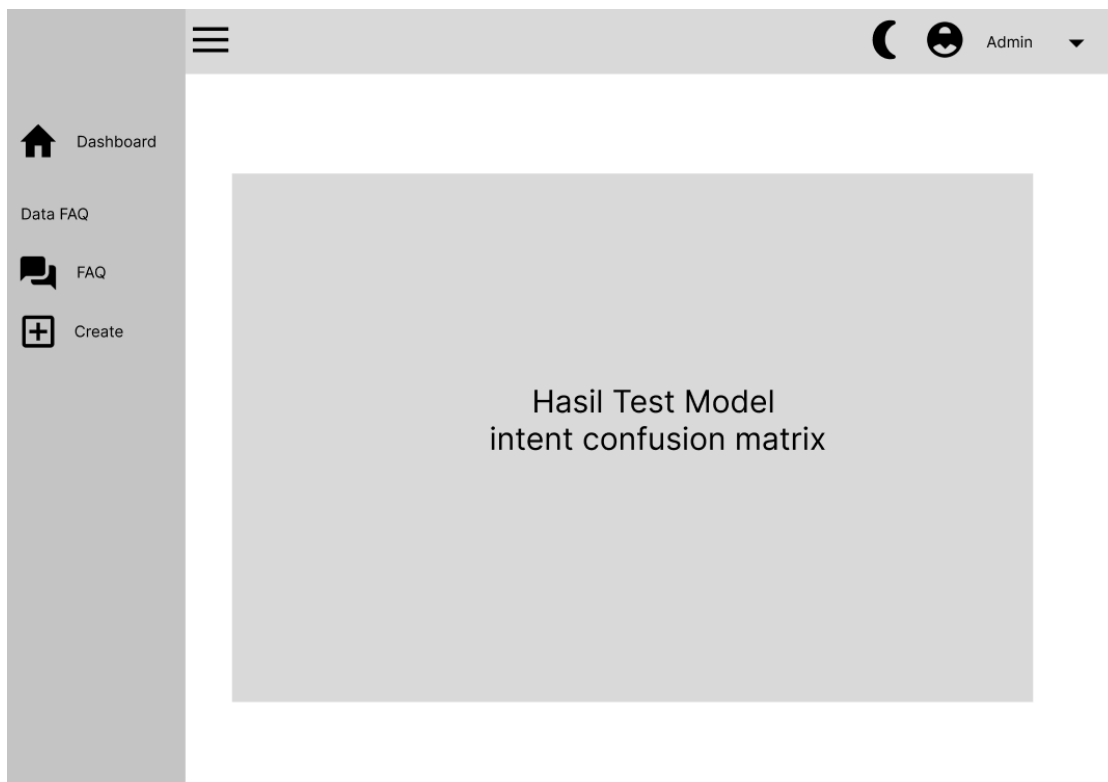 Admin
Dashboard
Data FAQ
FAQ
Create
Hasil Test Model
intent confusion matrix